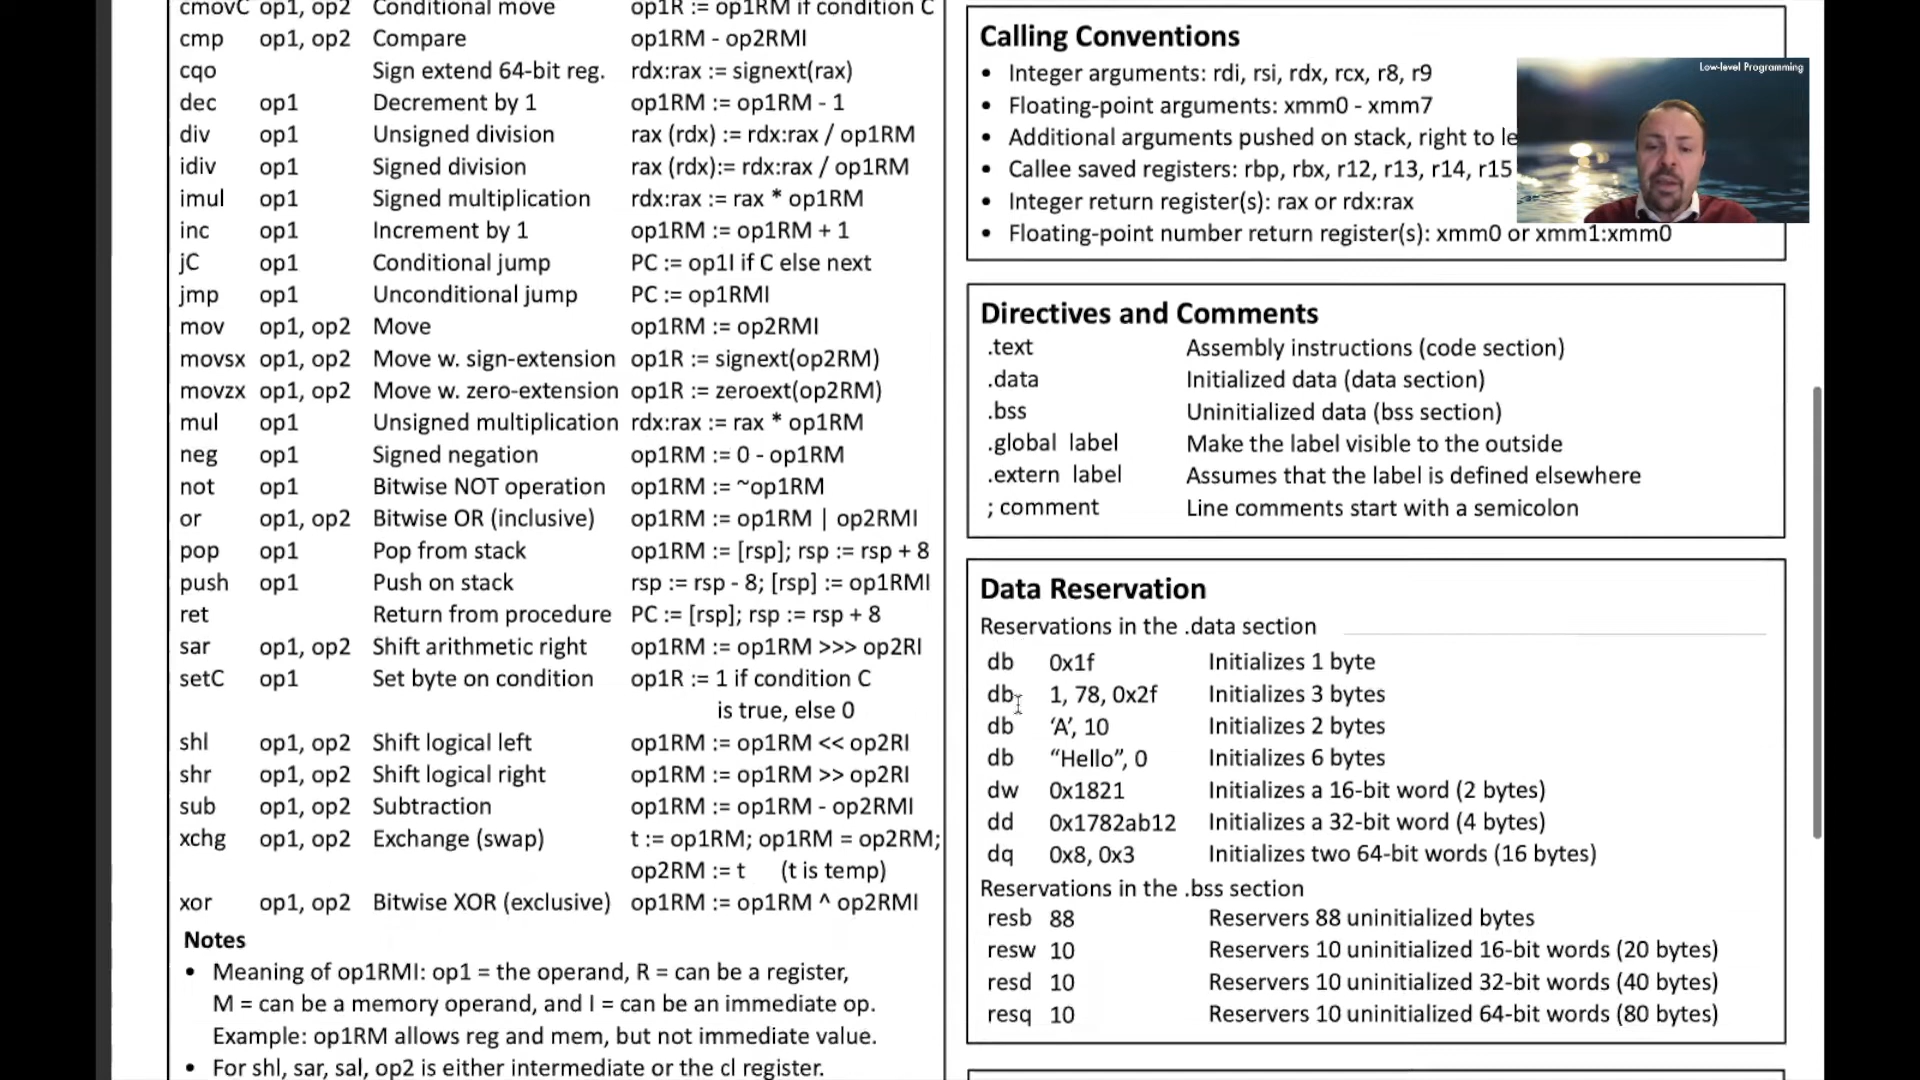 cmovC op1, op2 Conditional move op1R := op1RM if condition C
cmp op1, op2 Compare op1RM - op2RMI
cqo Sign extend 64-bit reg. rdx:rax := signext(rax)
dec op1 Decrement by 1 op1RM := op1RM - 1
div op1 Unsigned division rax (rdx) := rdx:rax / op1RM
idiv op1 Signed division rax (rdx):= rdx:rax / op1RM
imul op1 Signed multiplication rdx:rax := rax * op1RM
inc op1 Increment by 1 op1RM := op1RM + 1
jC op1 Conditional jump PC := op1I if C else next
jmp op1 Unconditional jump PC := op1RMI
mov op1, op2 Move op1RM := op2RMI
movsx op1, op2 Move w. sign-extension op1R := signext(op2RM)
movzx op1, op2 Move w. zero-extension op1R := zeroext(op2RM)
mul op1 Unsigned multiplication rdx:rax := rax * op1RM
neg op1 Signed negation op1RM := 0 - op1RM
not op1 Bitwise NOT operation op1RM := ~op1RM
or op1, op2 Bitwise OR (inclusive) op1RM := op1RM | op2RMI
pop op1 Pop from stack op1RM := [rsp]; rsp := rsp + 8
push op1 Push on stack rsp := rsp - 8; [rsp] := op1RMI
ret Return from procedure PC := [rsp]; rsp := rsp + 8
sar op1, op2 Shift arithmetic right op1RM := op1RM >>> op2RI
setC op1 Set byte on condition op1R := 1 if condition C
is true, else 0
shl op1, op2 Shift logical left op1RM := op1RM << op2RI
shr op1, op2 Shift logical right op1RM := op1RM >> op2RI
sub op1, op2 Subtraction op1RM := op1RM - op2RMI
xchg op1, op2 Exchange (swap) t := op1RM; op1RM = op2RM;
op2RM := t (t is temp)
xor op1, op2 Bitwise XOR (exclusive) op1RM := op1RM ^ op2RMI
Notes
• Meaning of op1RMI: op1 = the operand, R = can be a register,
M = can be a memory operand, and I = can be an immediate op.
Example: op1RM allows reg and mem, but not immediate value.
• For shl, sar, sal, op2 is either intermediate or the cl register.
Calling Conventions
• Integer arguments: rdi, rsi, rdx, rcx, r8, r9
• Floating-point arguments: xmm0 - xmm7
• Additional arguments pushed on stack, right to le
• Callee saved registers: rbp, rbx, r12, r13, r14, r15
• Integer return register(s): rax or rdx:rax
• Floating-point number return register(s): xmm0 or xmm1:xmm0
Low-level Programming
Directives and Comments
.text Assembly instructions (code section)
.data Initialized data (data section)
.bss Uninitialized data (bss section)
.global label Make the label visible to the outside
.extern label Assumes that the label is defined elsewhere
; comment Line comments start with a semicolon
Data Reservation
Reservations in the .data section
db 0x1f Initializes 1 byte
db 1, 78, 0x2f Initializes 3 bytes
db ‘A’, 10 Initializes 2 bytes
db “Hello”, 0 Initializes 6 bytes
dw 0x1821 Initializes a 16-bit word (2 bytes)
dd 0x1782ab12 Initializes a 32-bit word (4 bytes)
dq 0x8, 0x3 Initializes two 64-bit words (16 bytes)
Reservations in the .bss section
resb 88 Reservers 88 uninitialized bytes
resw 10 Reservers 10 uninitialized 16-bit words (20 bytes)
resd 10 Reservers 10 uninitialized 32-bit words (40 bytes)
resq 10 Reservers 10 uninitialized 64-bit words (80 bytes)